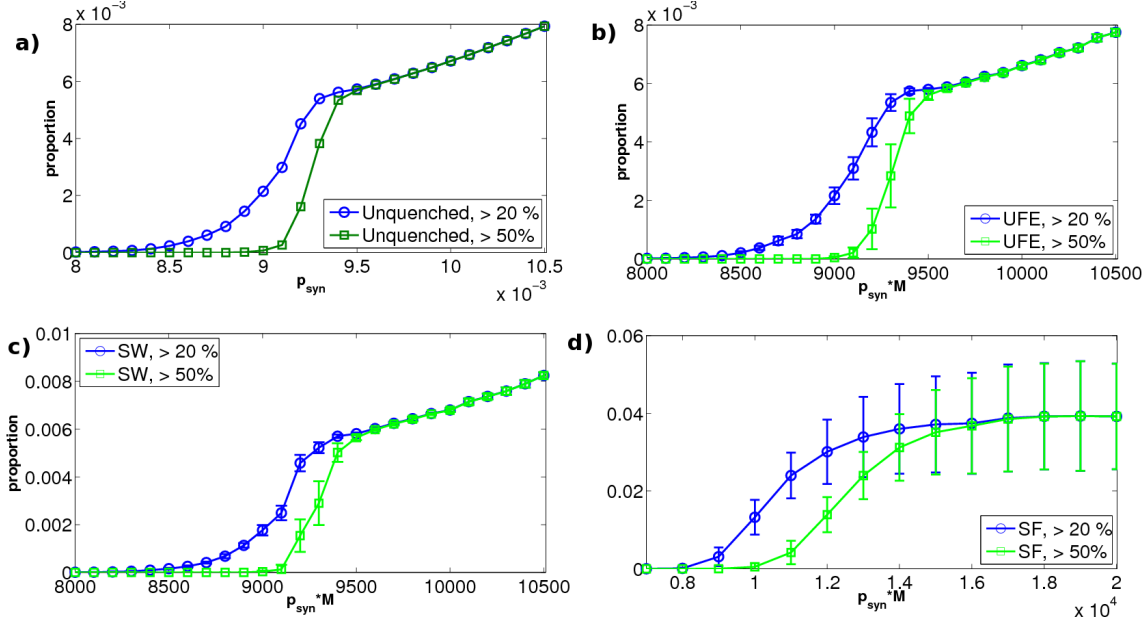 a)
x 10⁻³
8
6
4
2
0
proportion
8
8.5
9
9.5
10
10.5
x 10⁻³
p_syn
Unquenched, > 20 %
Unquenched, > 50%
b)
x 10⁻³
8
6
4
2
0
proportion
8000
8500
9000
9500
10000
10500
p_syn*M
UFE, > 20 %
UFE, > 50%
c)
0.01
0.008
0.006
0.004
0.002
0
proportion
8000
8500
9000
9500
10000
10500
p_syn*M
SW, > 20 %
SW, > 50%
d)
0.06
0.04
0.02
0
0.8
1.0
1.2
1.4
1.6
1.8
2
x 10⁴
p_syn*M
SF, > 20 %
SF, > 50%